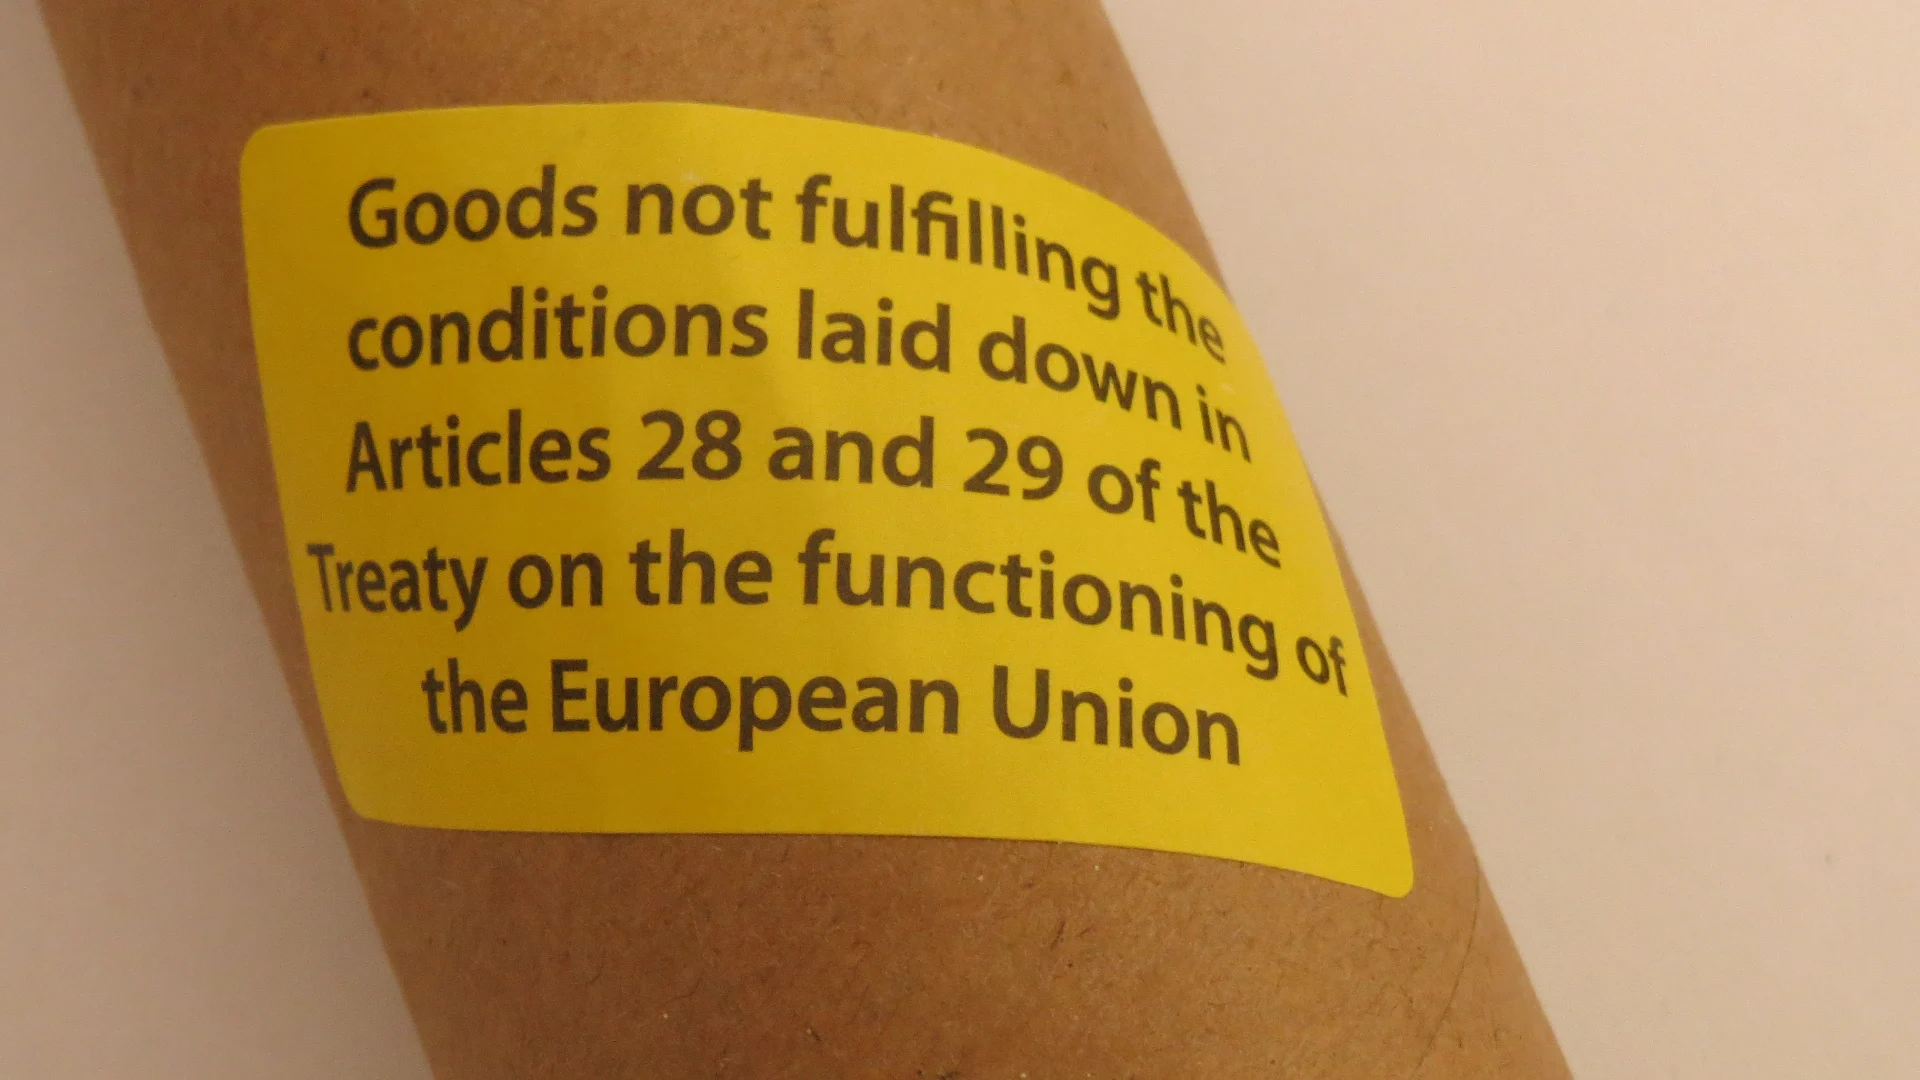 Goods not fulfilling the
conditions laid down in
Articles 28 and 29 of the
Treaty on the functioning of
the European Union